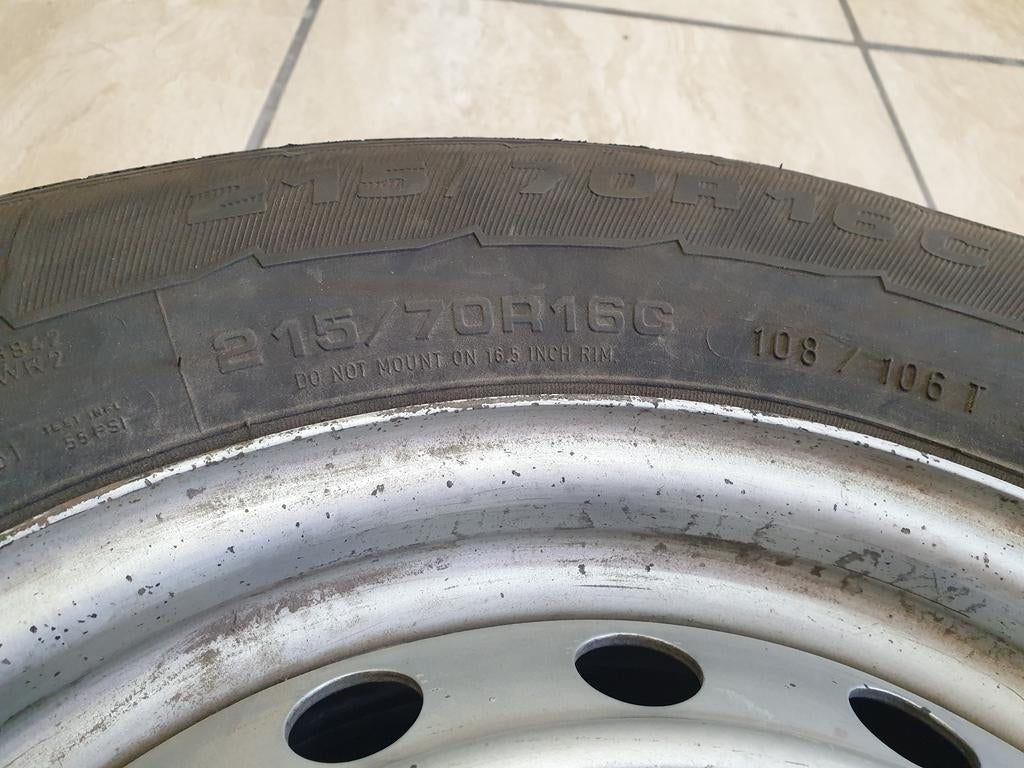 215/70R16C
215/70R16C
DO NOT MOUNT ON 16.5 INCH RIM.
108 / 106 T
55 PSI